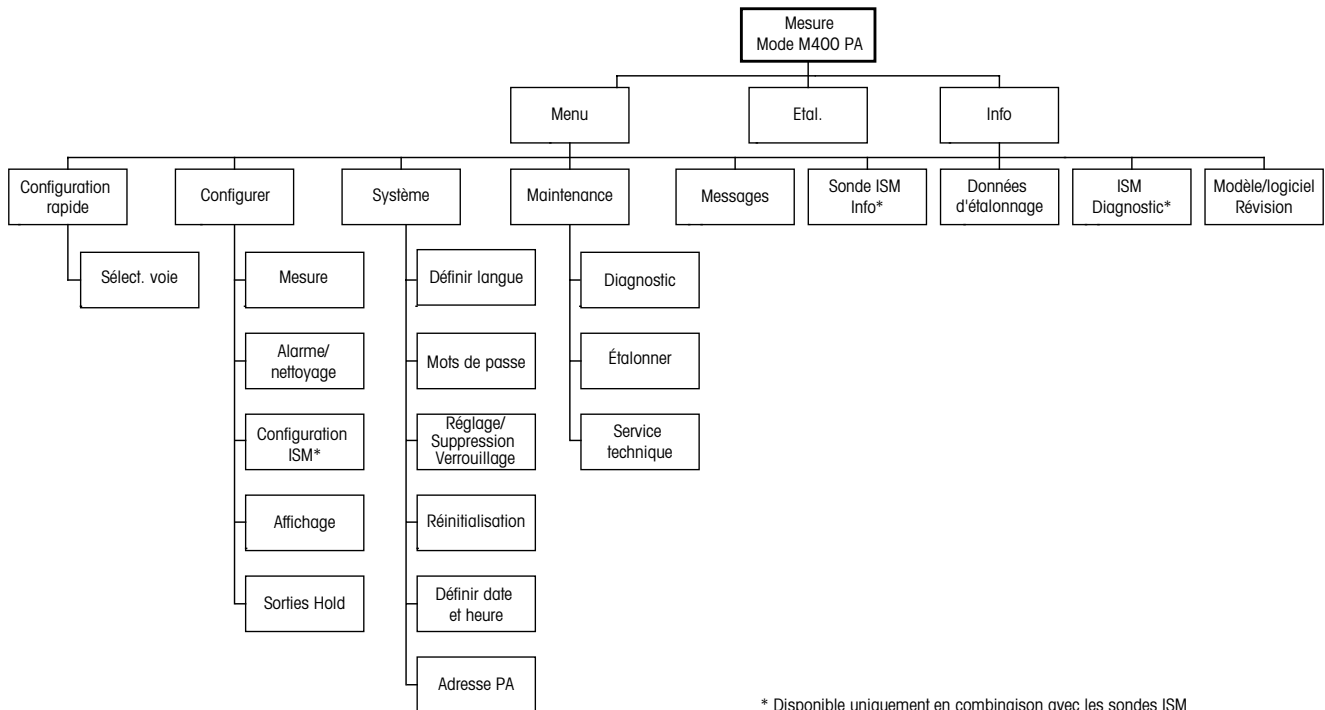 Mesure
Mode M400 PA
Menu
Etal.
Info
Configuration
rapide
Configurer
Système
Maintenance
Messages
Sonde ISM
Info*
Données
d'étalonnage
ISM
Diagnostic*
Modèle/logiciel
Révision
Sélect. voie
Mesure
Alarme/
nettoyage
Configuration
ISM*
Affichage
Sorties Hold
Définir langue
Mots de passe
Réglage/
Suppression
Verrouillage
Réinitialisation
Définir date
et heure
Adresse PA
Diagnostic
Étalonner
Service
technique
* Disponible uniquement en combinaison avec les sondes ISM